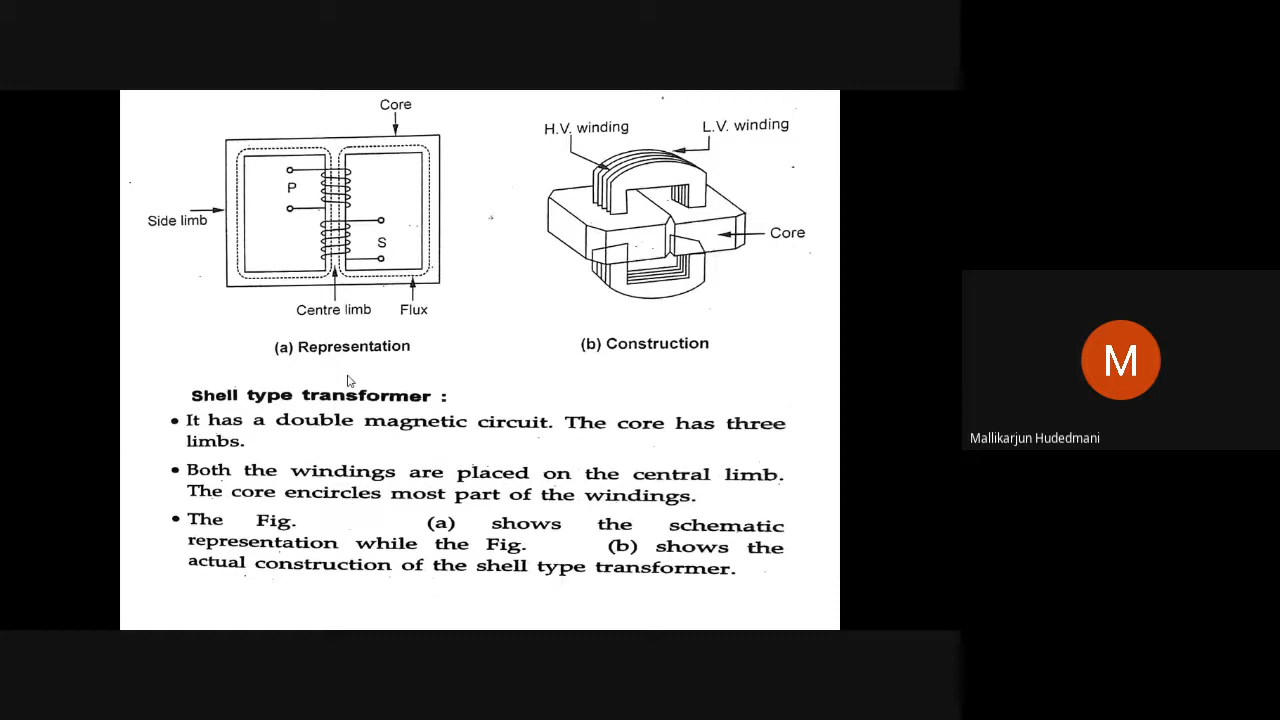 Core
P
S
Side limb
Centre limb
Flux
(a) Representation
H.V. winding
L.V. winding
Core
(b) Construction
Shell type transformer :
• It has a double magnetic circuit. The core has three
limbs.
• Both the windings are placed on the central limb.
The core encircles most part of the windings.
• The Fig. (a) shows the schematic
representation while the Fig. (b) shows the
actual construction of the shell type transformer.
M
Mallikarjun Hudedmani